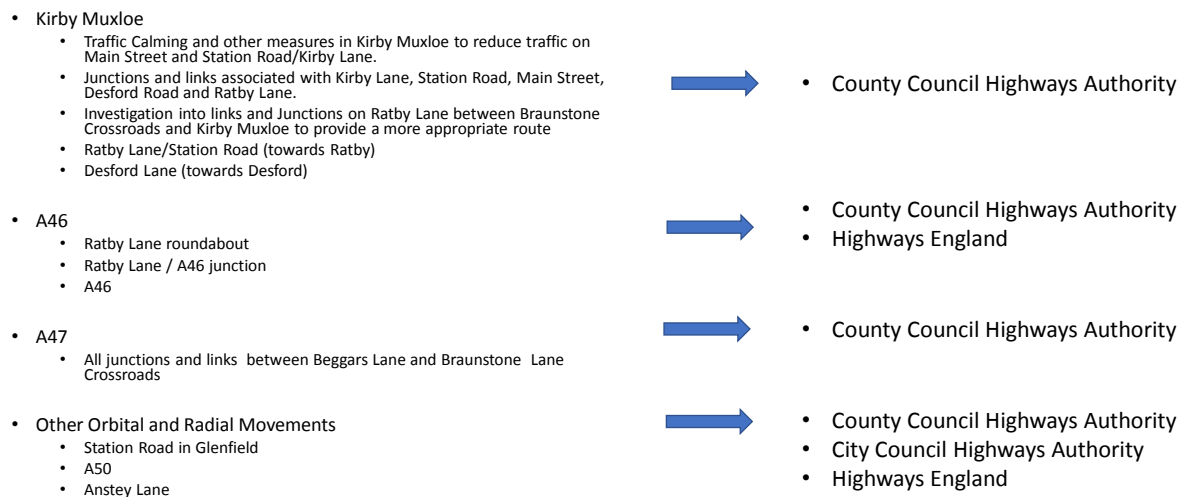 • Kirby Muxloe
• Traffic Calming and other measures in Kirby Muxloe to reduce traffic on
Main Street and Station Road/Kirby Lane.
• Junctions and links associated with Kirby Lane, Station Road, Main Street,
Desford Road and Ratby Lane.
• Investigation into links and Junctions on Ratby Lane between Braunstone
Crossroads and Kirby Muxloe to provide a more appropriate route
• Ratby Lane/Station Road (towards Ratby)
• Desford Lane (towards Desford)
• County Council Highways Authority
• A46
• Ratby Lane roundabout
• Ratby Lane / A46 junction
• A46
• County Council Highways Authority
• Highways England
• A47
• All junctions and links between Beggars Lane and Braunstone Lane
Crossroads
• County Council Highways Authority
• Other Orbital and Radial Movements
• Station Road in Glenfield
• A50
• Anstey Lane
• County Council Highways Authority
• City Council Highways Authority
• Highways England